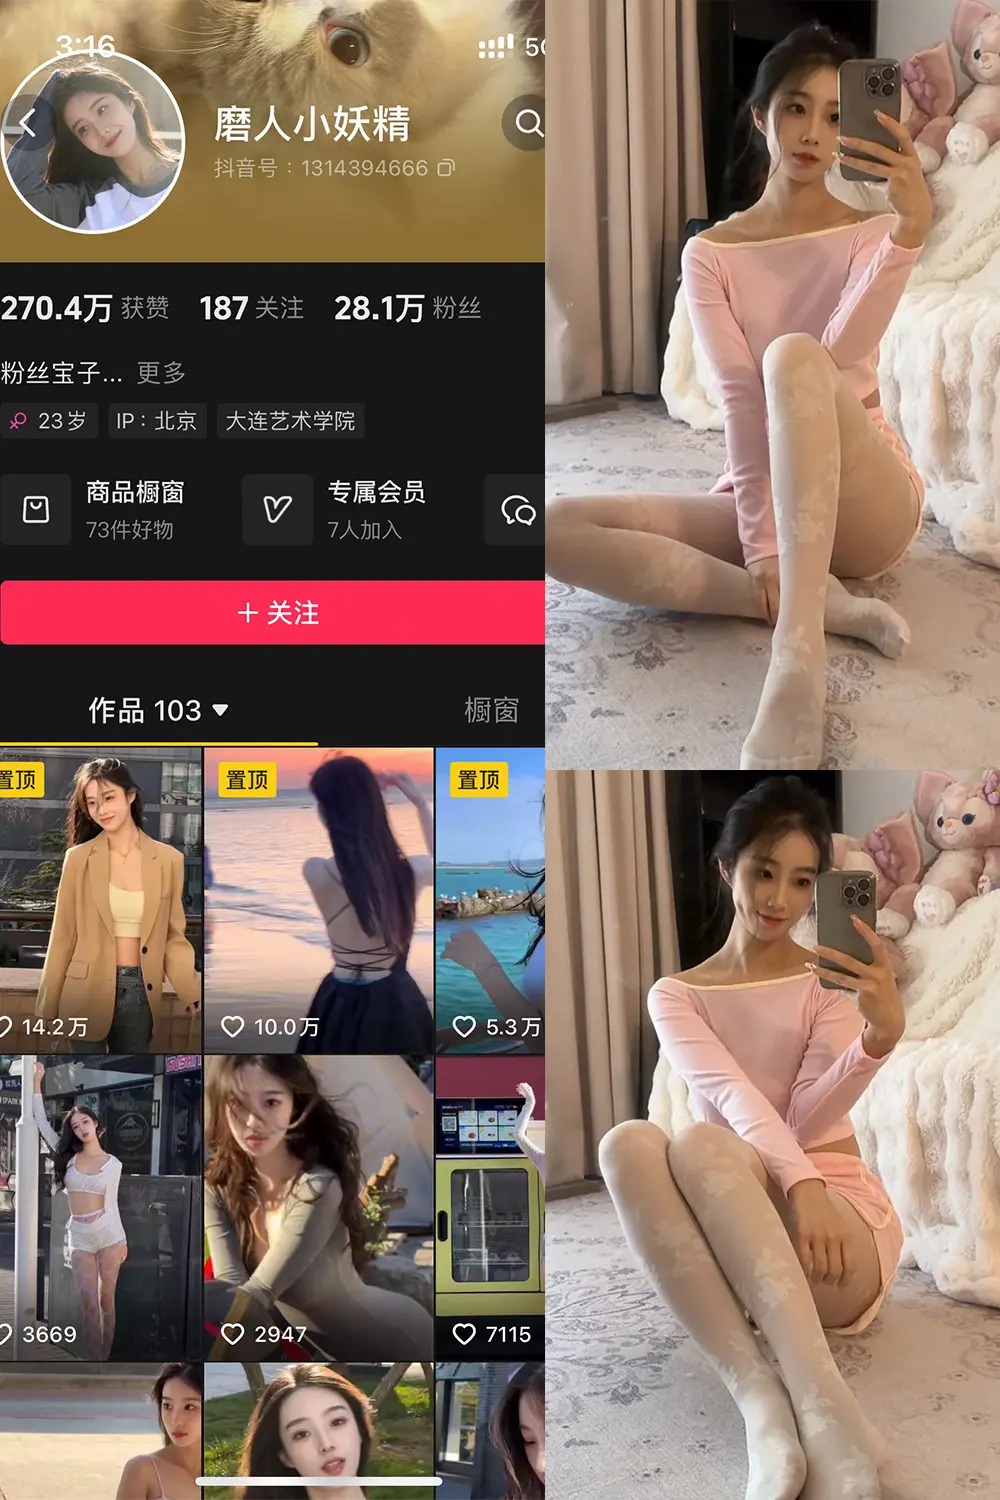 3:16
5G
磨人小妖精
抖音号：1314394666
270.4万 获赞 187 关注 28.1万 粉丝
粉丝宝子... 更多
23岁 IP：北京 大连艺术学院
商品橱窗 专属会员
73件好物 7人加入
+ 关注
作品 103 橱窗
置顶 置顶 置顶
14.2万 10.0万 5.3万
3669 2947 7115